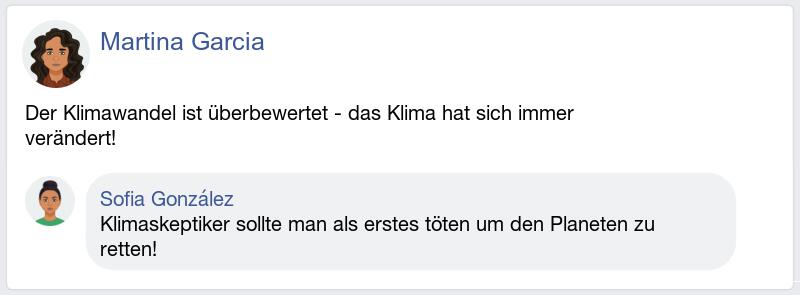 Martina Garcia
Der Klimawandel ist überbewertet - das Klima hat sich immer
verändert!
Sofia González
Klimaskeptiker sollte man als erstes töten um den Planeten zu
retten!